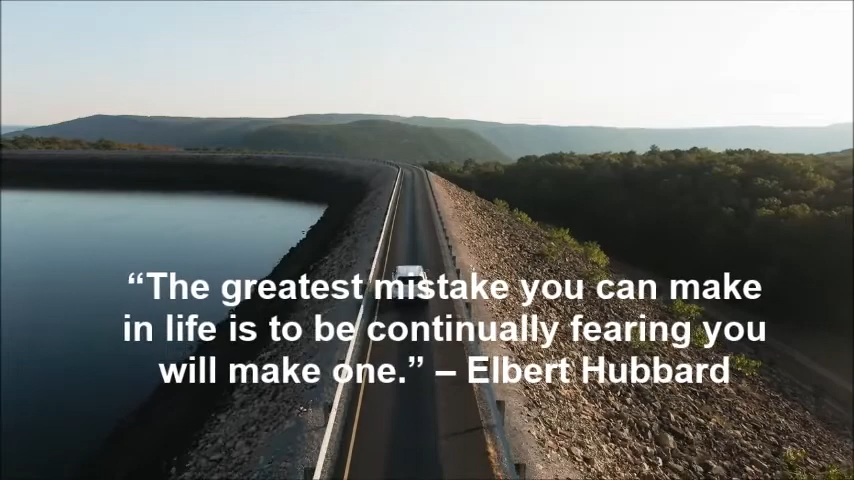 “The greatest mistake you can make
in life is to be continually fearing you
will make one.” – Elbert Hubbard